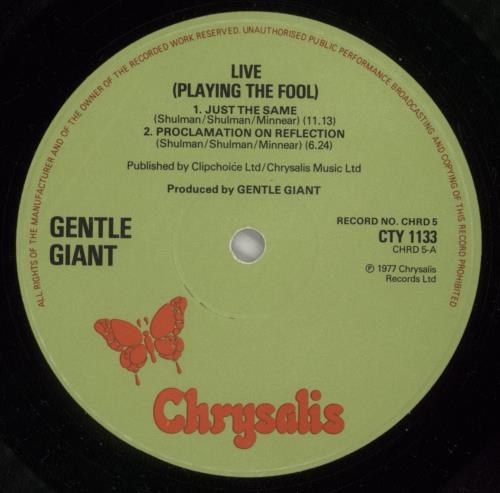 ALL RIGHTS OF THE MANUFACTURER AND OF THE OWNER OF THE RECORDED WORK RESERVED. UNAUTHORISED PUBLIC PERFORMANCE BROADCASTING AND COPYING OF THIS RECORD PROHIBITED
LIVE
(PLAYING THE FOOL)
1. JUST THE SAME
(Shulman/Shulman/Minnear) (11.13)
2. PROCLAMATION ON REFLECTION
(Shulman/Shulman/Minnear) (6.24)
Published by Clipchoice Ltd/Chrysalis Music Ltd
Produced by GENTLE GIANT
GENTLE
GIANT
RECORD NO. CHRD 5
CTY 1133
CHRD 5-A
℗ 1977 Chrysalis
Records Ltd
Chrysalis